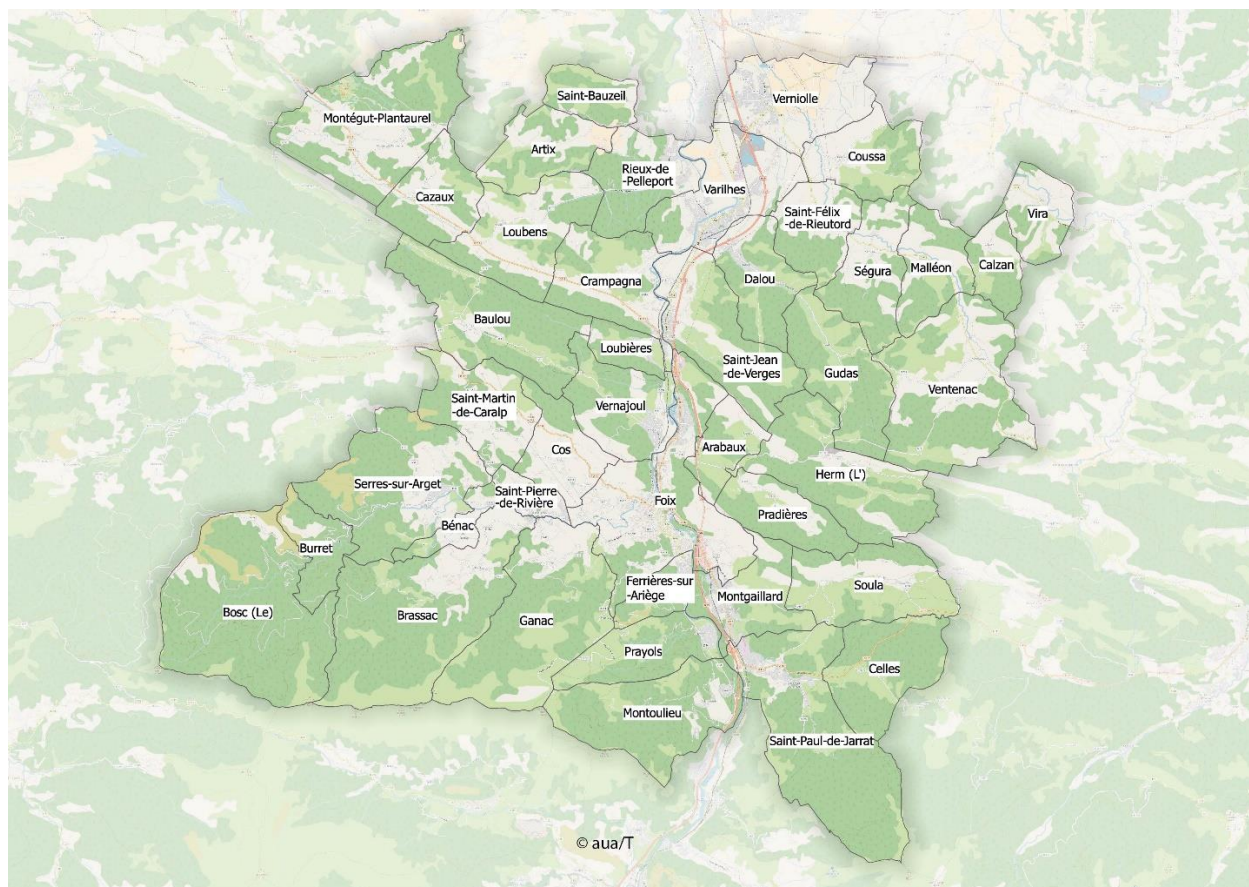 Verniolle
Saint-Bauzeil
Montégut-Plantaurel
Artix
Coussa
Rieux-de
-Pelleport
Varilhes
Cazaux
Saint-Félix
-de-Rieutord
Vira
Loubens
Ségura
Malléon
Calzan
Crampagna
Dalou
Baulou
Loubières
Saint-Jean
-de-Verges
Gudas
Ventenac
Saint-Martin
-de-Caralp
Vernajoul
Cos
Arabaux
Herm (L')
Serres-sur-Arget
Saint-Pierre
-de-Rivière
Foix
Pradières
Bénac
Burret
Ferrières-sur
-Ariège
Montgaillard
Soula
Bosc (Le)
Brassac
Ganac
Prayols
Celles
Montoulieu
Saint-Paul-de-Jarrat
© aua/T